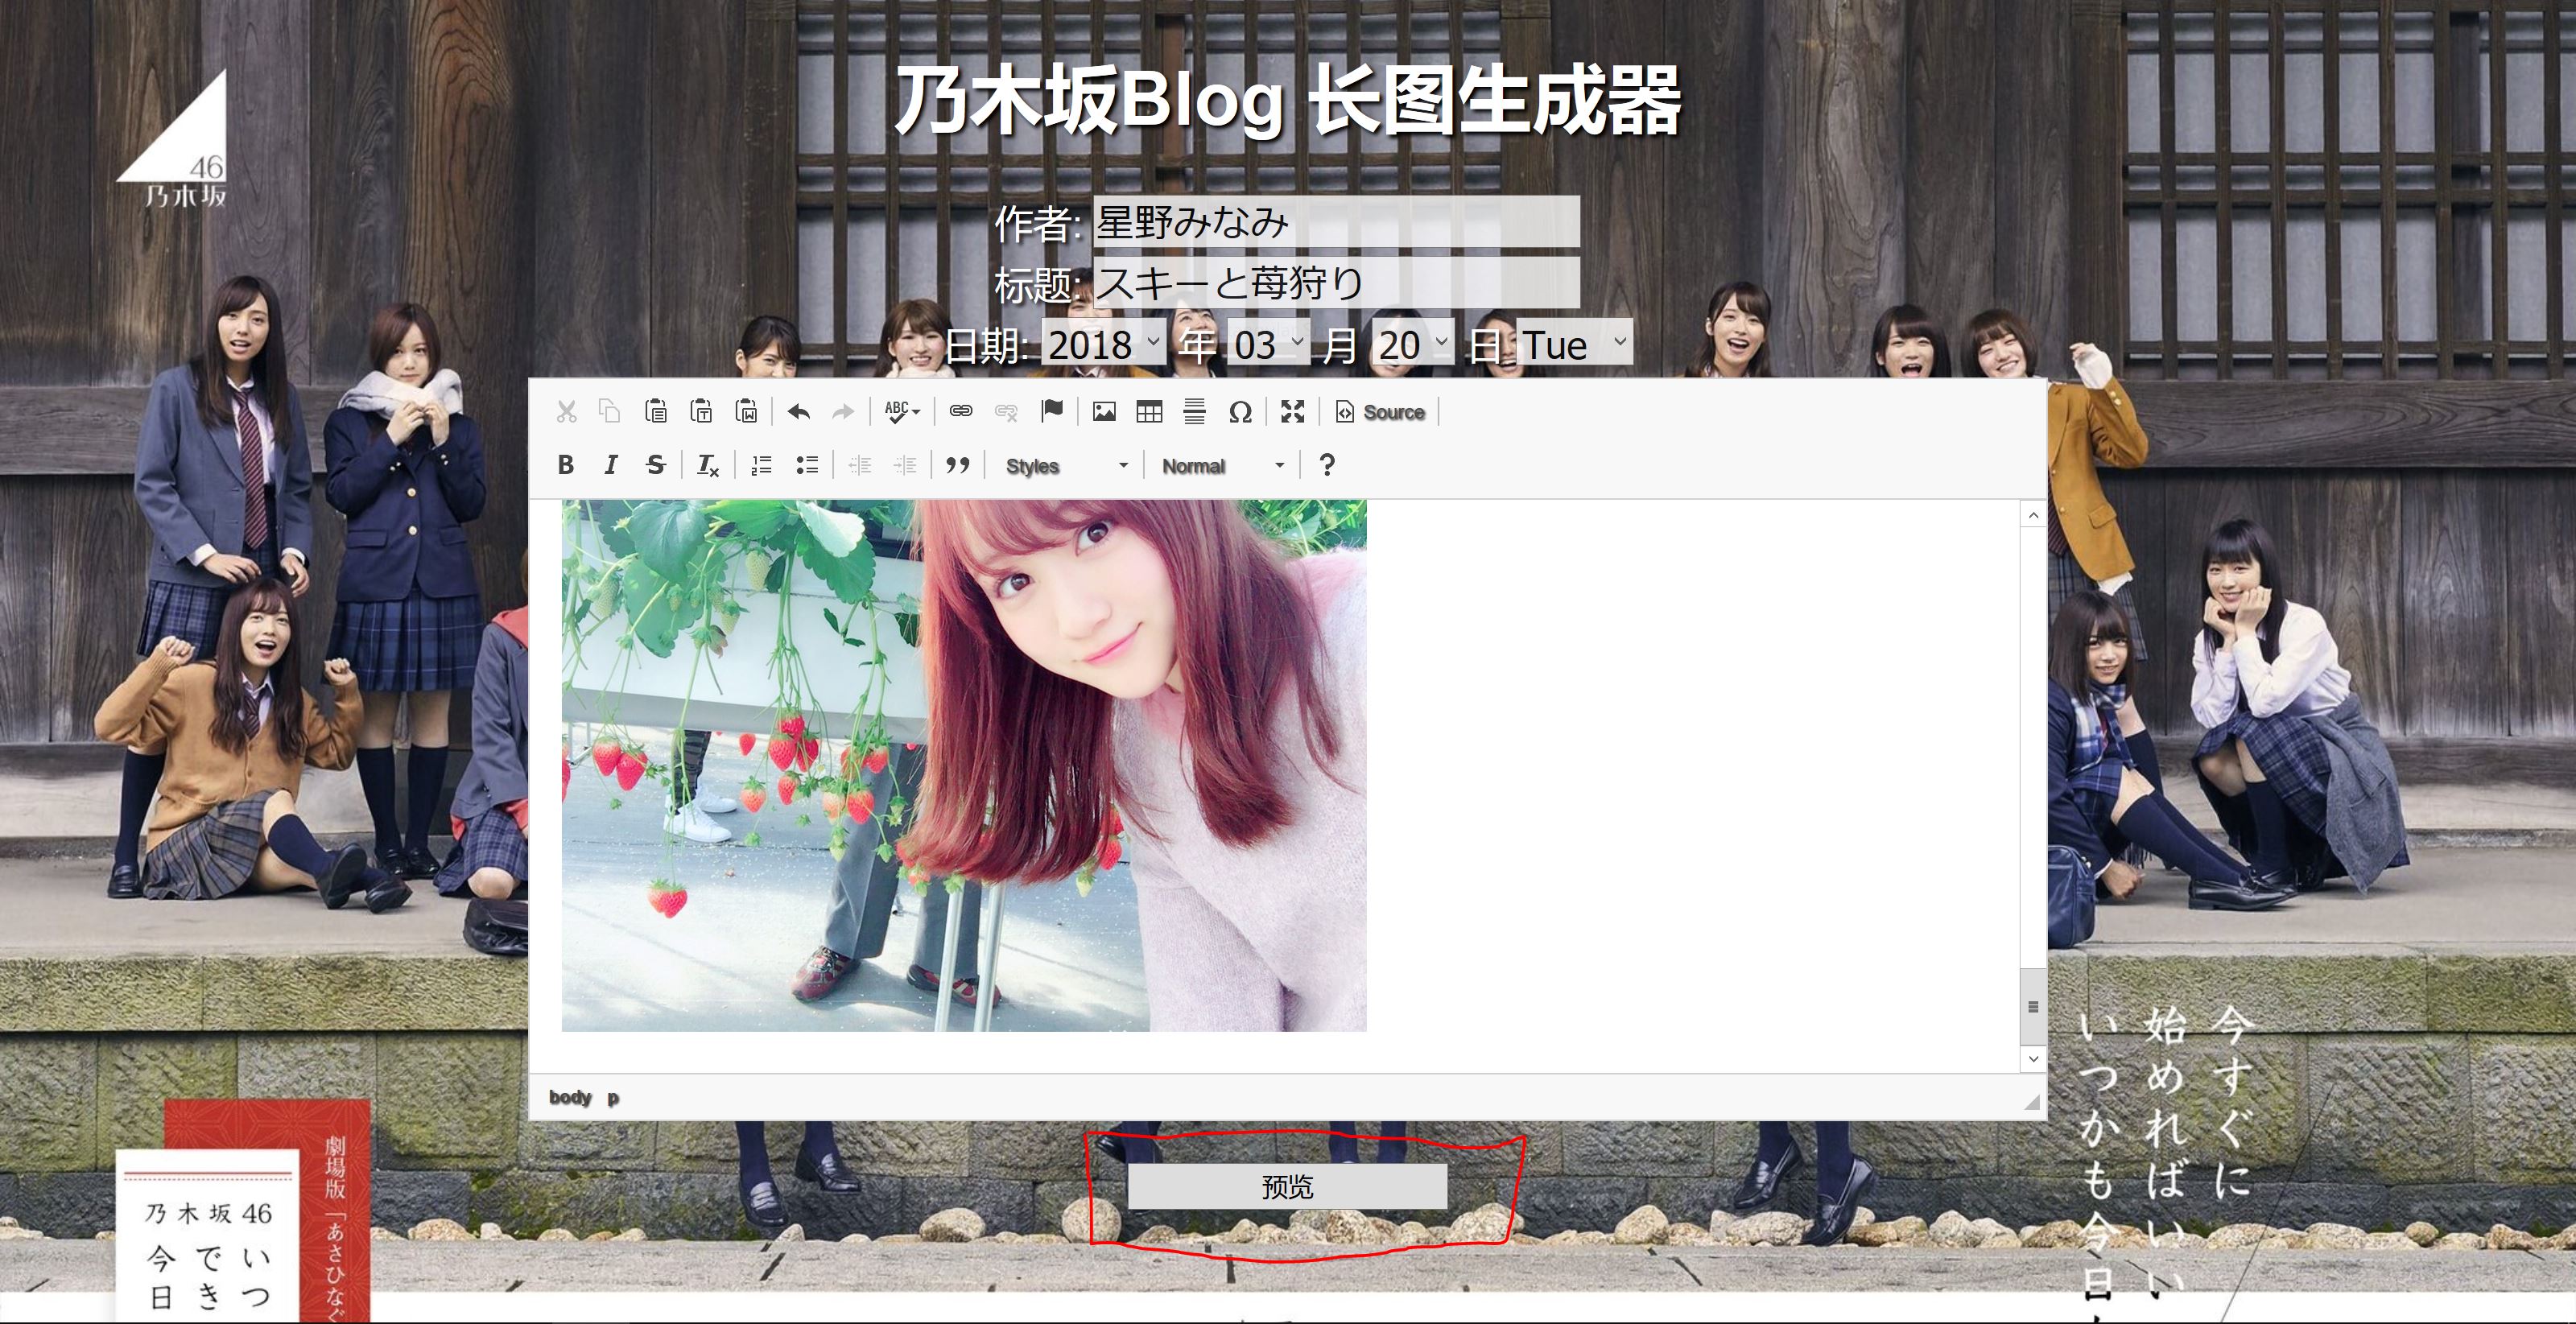 乃木坂Blog 长图生成器
46
乃木坂
作者: 星野みなみ
标题: スキーと苺狩り
日期: 2018 年 03 月 20 日 Tue
ABC
Source
B I S Tx
Styles
Normal
?
body p
预览
今すぐに
始めればいい
いつかも今日
劇場版「あさひなぐ
乃木坂46
いつ
でき
今日